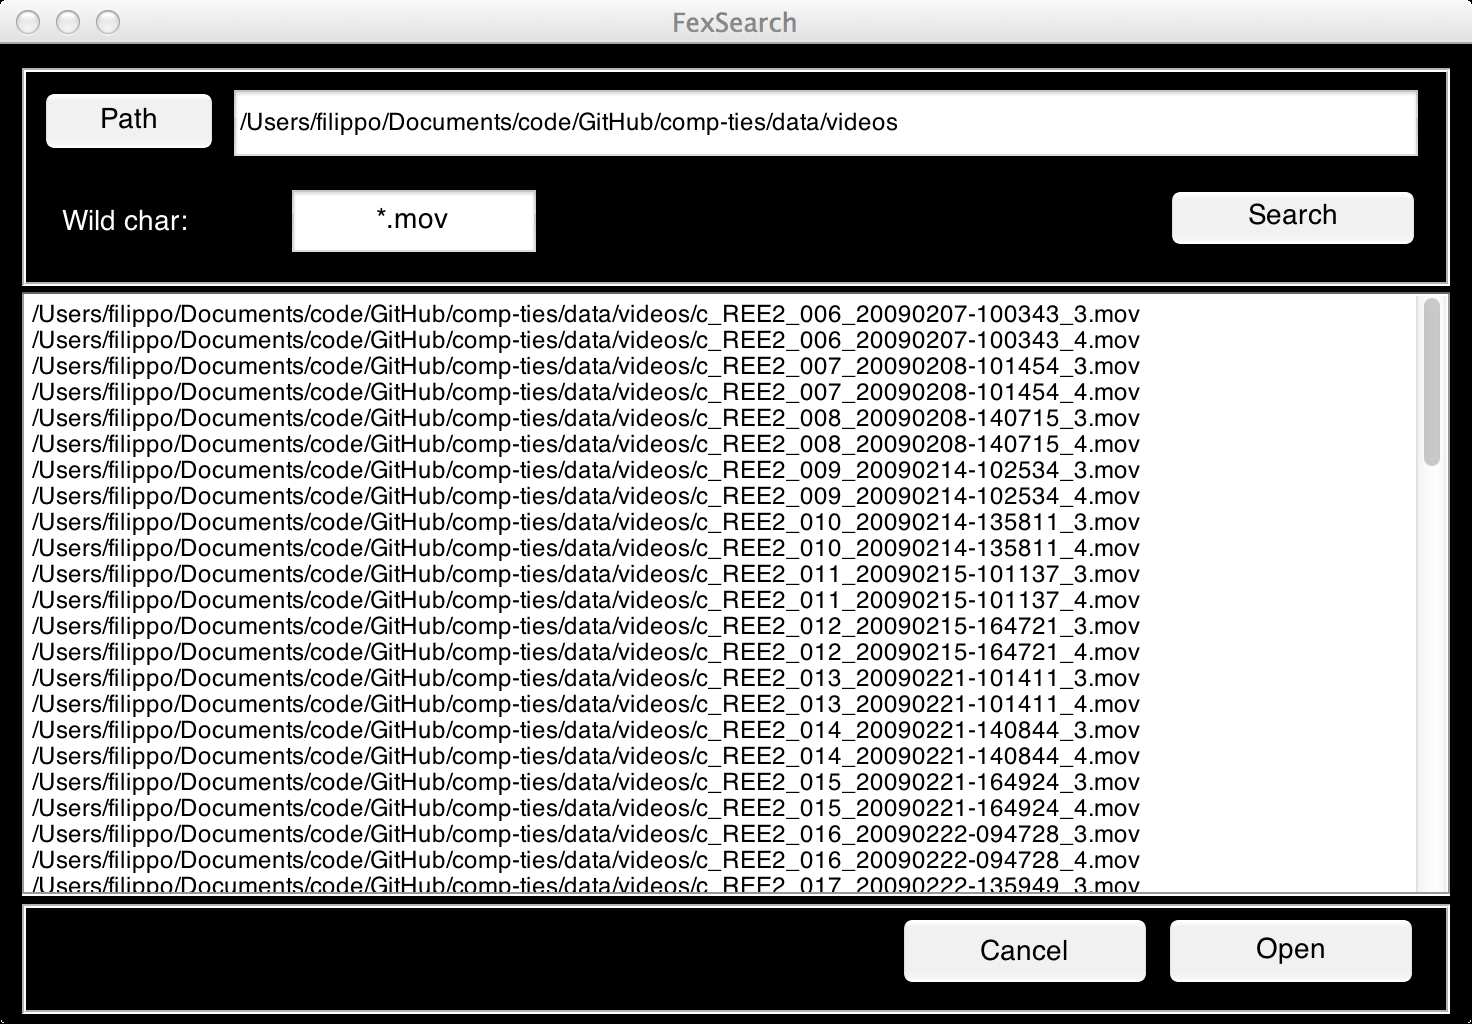 FexSearch
Path
/Users/filippo/Documents/code/GitHub/comp-ties/data/videos
Wild char:
*.mov
Search
/Users/filippo/Documents/code/GitHub/comp-ties/data/videos/c_REE2_006_20090207-100343_3.mov
/Users/filippo/Documents/code/GitHub/comp-ties/data/videos/c_REE2_006_20090207-100343_4.mov
/Users/filippo/Documents/code/GitHub/comp-ties/data/videos/c_REE2_007_20090208-101454_3.mov
/Users/filippo/Documents/code/GitHub/comp-ties/data/videos/c_REE2_007_20090208-101454_4.mov
/Users/filippo/Documents/code/GitHub/comp-ties/data/videos/c_REE2_008_20090208-140715_3.mov
/Users/filippo/Documents/code/GitHub/comp-ties/data/videos/c_REE2_008_20090208-140715_4.mov
/Users/filippo/Documents/code/GitHub/comp-ties/data/videos/c_REE2_009_20090214-102534_3.mov
/Users/filippo/Documents/code/GitHub/comp-ties/data/videos/c_REE2_009_20090214-102534_4.mov
/Users/filippo/Documents/code/GitHub/comp-ties/data/videos/c_REE2_010_20090214-135811_3.mov
/Users/filippo/Documents/code/GitHub/comp-ties/data/videos/c_REE2_010_20090214-135811_4.mov
/Users/filippo/Documents/code/GitHub/comp-ties/data/videos/c_REE2_011_20090215-101137_3.mov
/Users/filippo/Documents/code/GitHub/comp-ties/data/videos/c_REE2_011_20090215-101137_4.mov
/Users/filippo/Documents/code/GitHub/comp-ties/data/videos/c_REE2_012_20090215-164721_3.mov
/Users/filippo/Documents/code/GitHub/comp-ties/data/videos/c_REE2_012_20090215-164721_4.mov
/Users/filippo/Documents/code/GitHub/comp-ties/data/videos/c_REE2_013_20090221-101411_3.mov
/Users/filippo/Documents/code/GitHub/comp-ties/data/videos/c_REE2_013_20090221-101411_4.mov
/Users/filippo/Documents/code/GitHub/comp-ties/data/videos/c_REE2_014_20090221-140844_3.mov
/Users/filippo/Documents/code/GitHub/comp-ties/data/videos/c_REE2_014_20090221-140844_4.mov
/Users/filippo/Documents/code/GitHub/comp-ties/data/videos/c_REE2_015_20090221-164924_3.mov
/Users/filippo/Documents/code/GitHub/comp-ties/data/videos/c_REE2_015_20090221-164924_4.mov
/Users/filippo/Documents/code/GitHub/comp-ties/data/videos/c_REE2_016_20090222-094728_3.mov
/Users/filippo/Documents/code/GitHub/comp-ties/data/videos/c_REE2_016_20090222-094728_4.mov
/Users/filippo/Documents/code/GitHub/comp-ties/data/videos/c_REE2_017_20090222-135949_3.mov
Cancel
Open